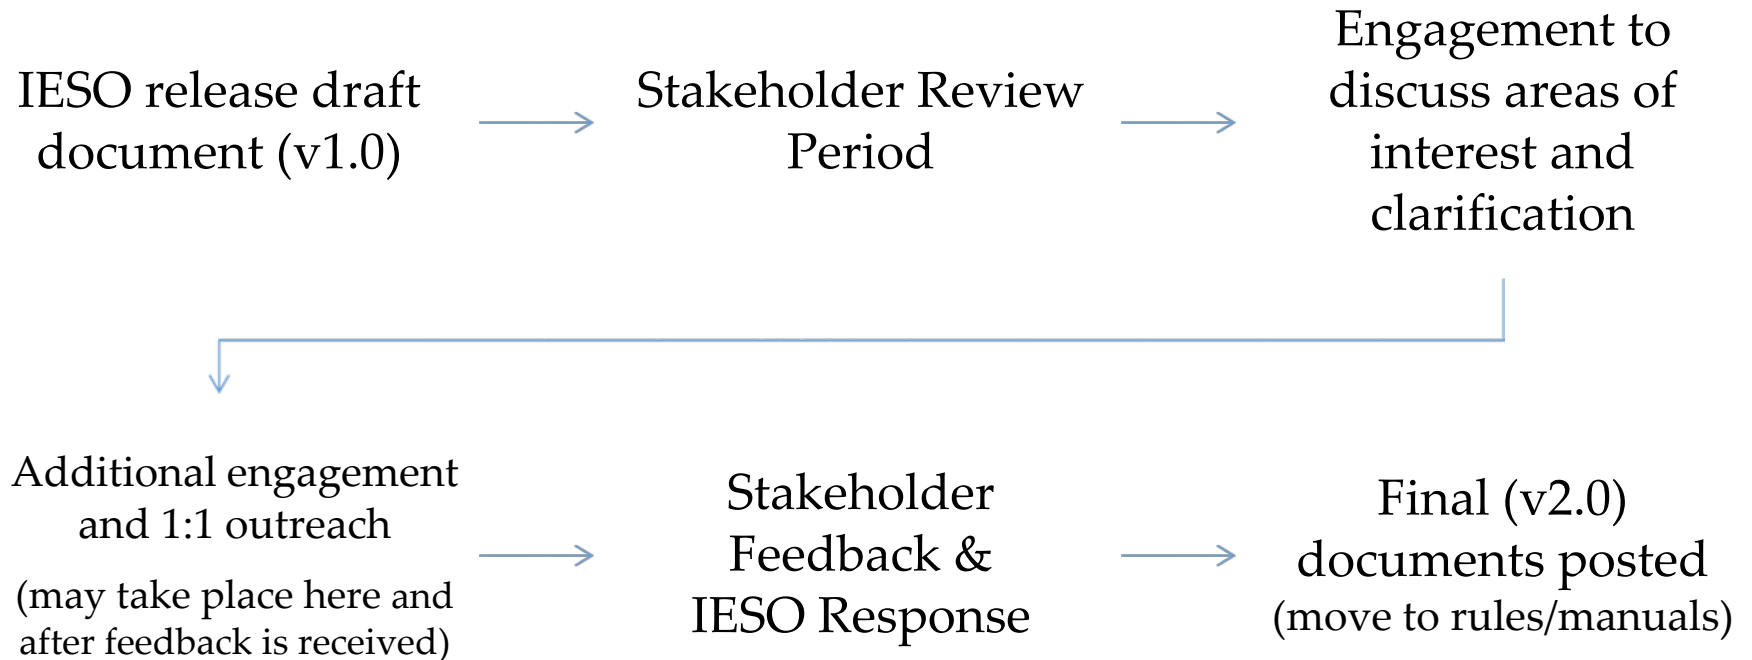 IESO release draft
document (v1.0)
Stakeholder Review
Period
Engagement to
discuss areas of
interest and
clarification
Additional engagement
and 1:1 outreach
(may take place here and
after feedback is received)
Stakeholder
Feedback &
IESO Response
Final (v2.0)
documents posted
(move to rules/manuals)